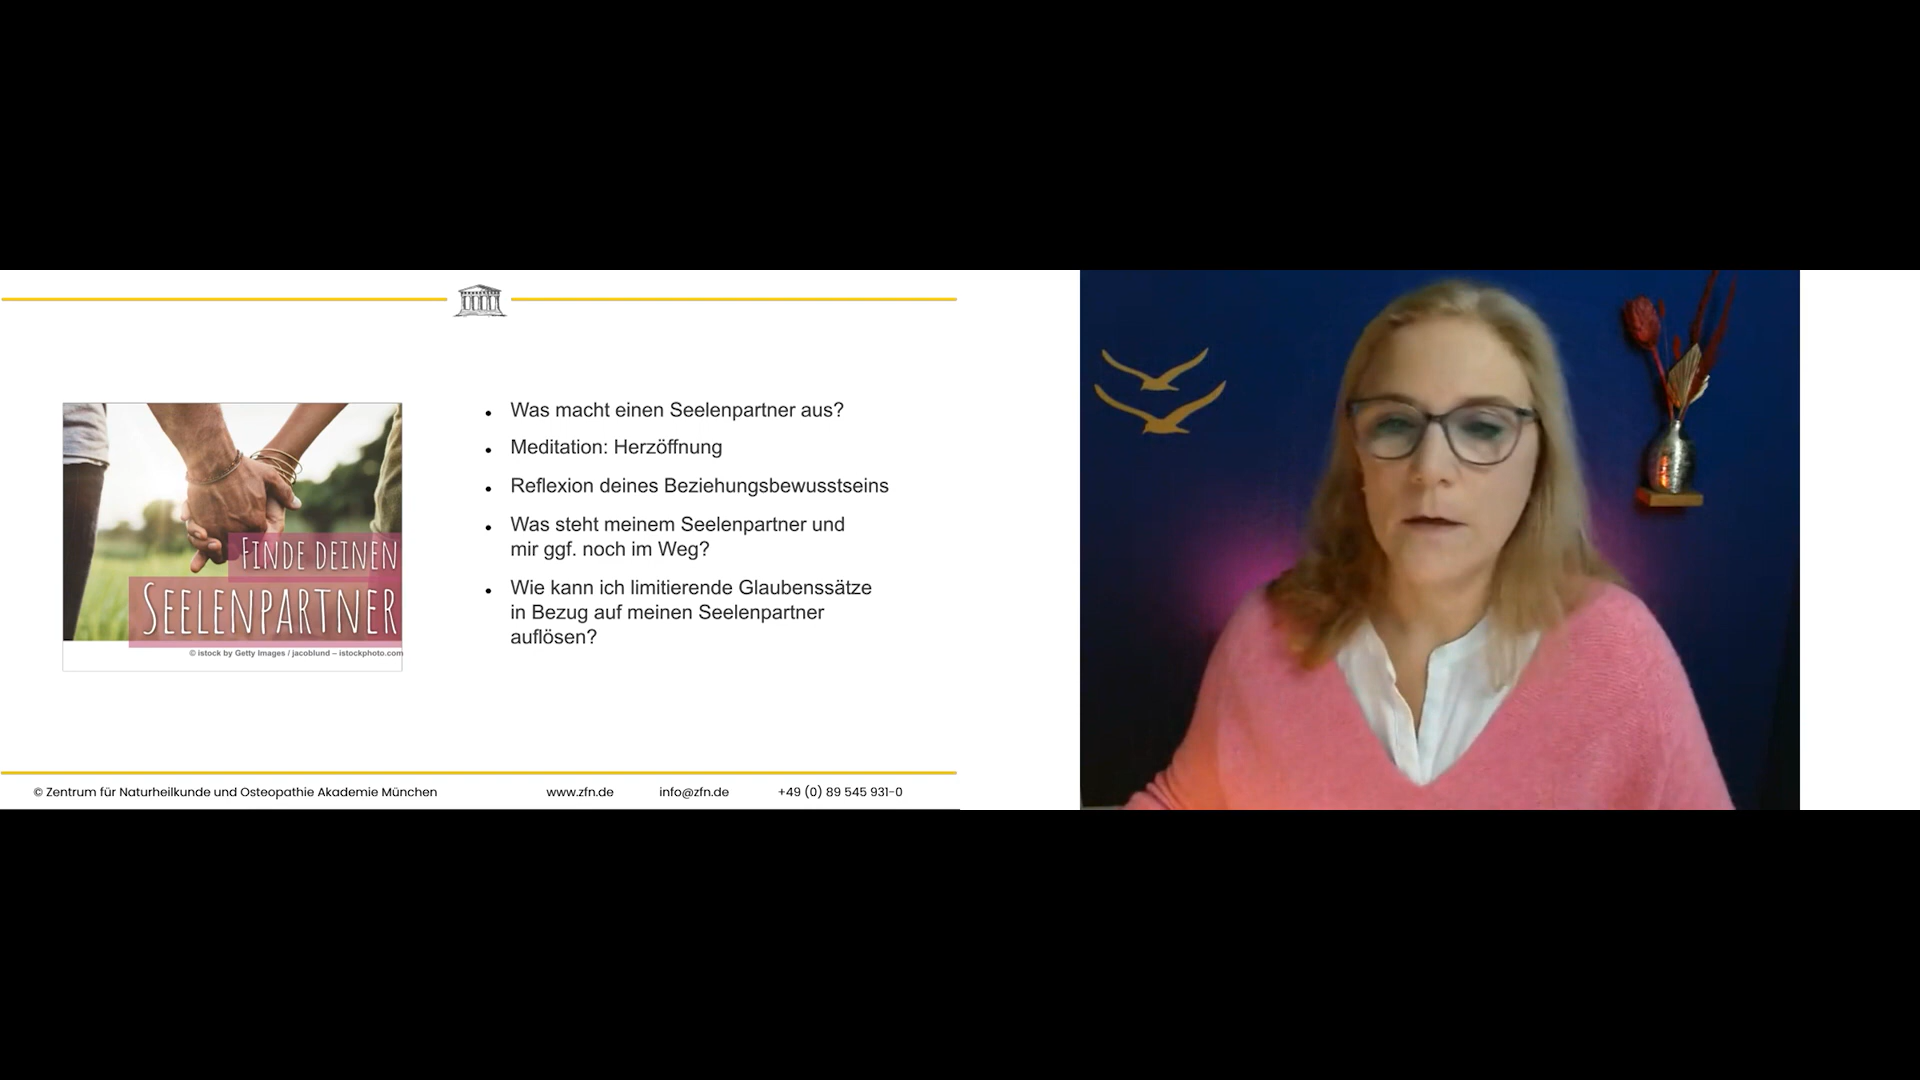 FINDE DEINEN
SEELENPARTNER
© istock by Getty Images / jacoblund – istockphoto.com
• Was macht einen Seelenpartner aus?
• Meditation: Herzöffnung
• Reflexion deines Beziehungsbewusstseins
• Was steht meinem Seelenpartner und
mir ggf. noch im Weg?
• Wie kann ich limitierende Glaubenssätze
in Bezug auf meinen Seelenpartner
auflösen?
© Zentrum für Naturheilkunde und Osteopathie Akademie München www.zfn.de info@zfn.de +49 (0) 89 545 931-0